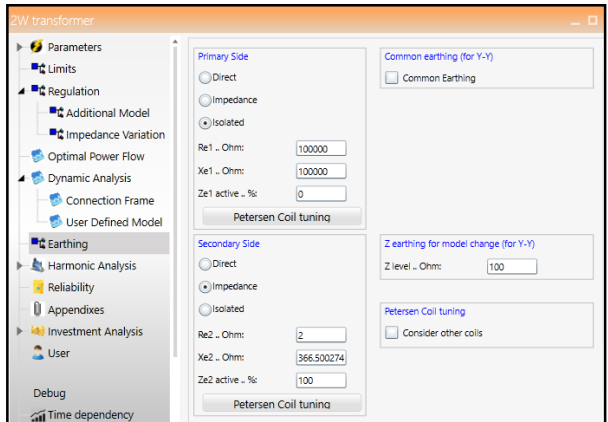 2W transformer
Parameters
Limits
Regulation
Additional Model
Impedance Variation
Optimal Power Flow
Dynamic Analysis
Connection Frame
User Defined Model
Earthing
Harmonic Analysis
Reliability
Appendixes
Investment Analysis
User
Debug
Time dependency
Primary Side
Direct
Impedance
Isolated
Re1 .. Ohm: 100000
Xe1 .. Ohm: 100000
Ze1 active .. %: 0
Petersen Coil tuning
Secondary Side
Direct
Impedance
Isolated
Re2 .. Ohm: 2
Xe2 .. Ohm: 366.500274
Ze2 active .. %: 100
Petersen Coil tuning
Common earthing (for Y-Y)
Common Earthing
Z earthing for model change (for Y-Y)
Z level .. Ohm: 100
Petersen Coil tuning
Consider other coils